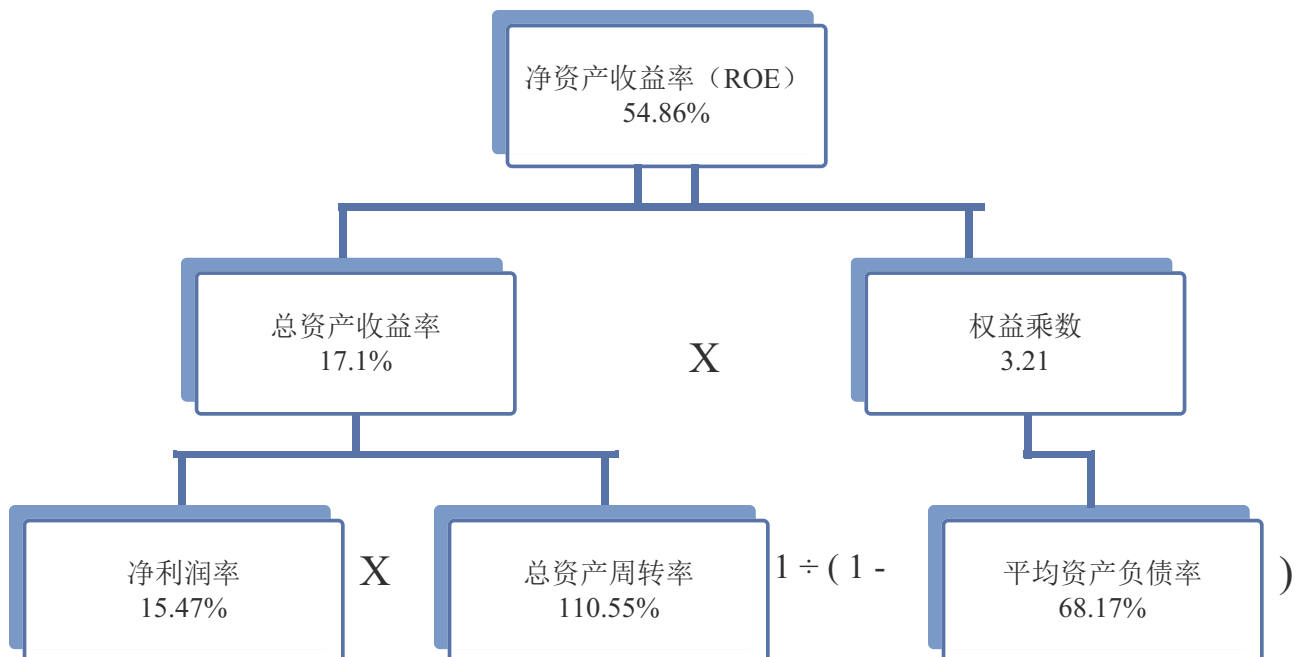 净资产收益率（ROE）
54.86%
总资产收益率
17.1%
X
权益乘数
3.21
净利润率
15.47%
X
总资产周转率
110.55%
1 ÷ ( 1 -
平均资产负债率
68.17%
)